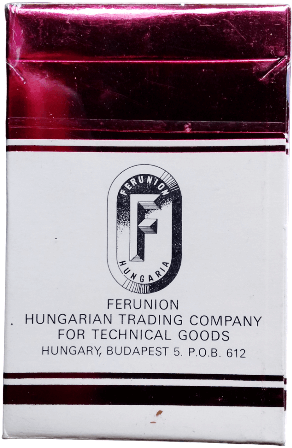 FERUNION
F
HUNGARIA
FERUNION
HUNGARIAN TRADING COMPANY
FOR TECHNICAL GOODS
HUNGARY, BUDAPEST 5. P.O.B. 612